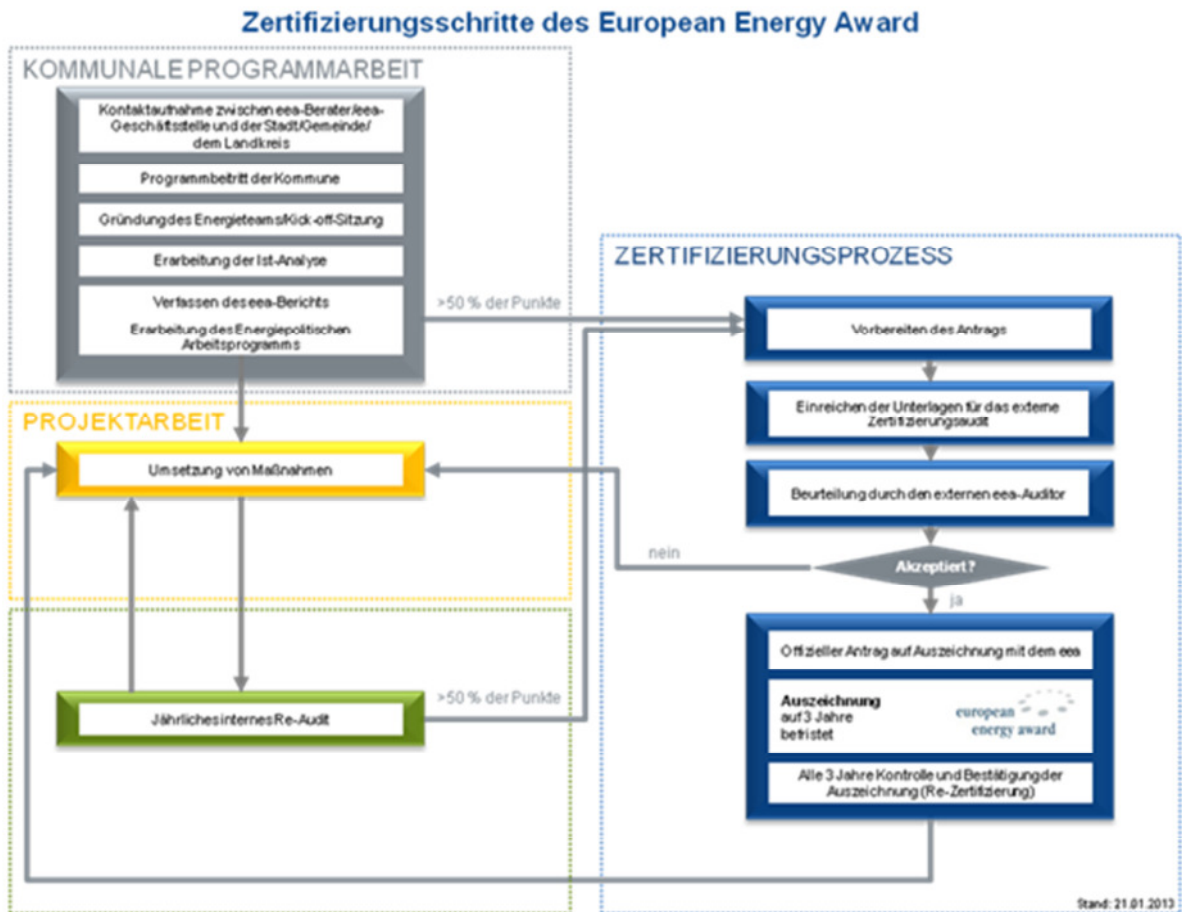 Zertifizierungsschritte des European Energy Award
KOMMUNALE PROGRAMMARBEIT
Kontaktaufnahme zwischen eea-Berater/eea-
Geschäftsstelle und der Stadt/Gemeinde/
dem Landkreis
Programmbetritt der Kommune
Gründung des Energieteams/Kick-off-Sitzung
Erarbeitung der Ist-Analyse
Verfassen des eea-Berichts
Erarbeitung des Energiepolitischen
Arbeitsprogramms
>50 % der Punkte
PROJEKTARBEIT
Umsetzung von Maßnahmen
Jährliches internes Re-Audit
>50 % der Punkte
ZERTIFIZIERUNGSPROZESS
Vorbereiten des Antrags
Einreichen der Unterlagen für das externe
Zertifizierungsaudit
Beurteilung durch den externen eea-Auditor
nein
Akzeptiert?
ja
Offizieller Antrag auf Auszeichnung mit dem eea
Auszeichnung
auf 3 Jahre
befristet
european
energy award
Alle 3 Jahre Kontrolle und Bestätigung der
Auszeichnung (Re-Zertifizierung)
Stand: 21.01.2013